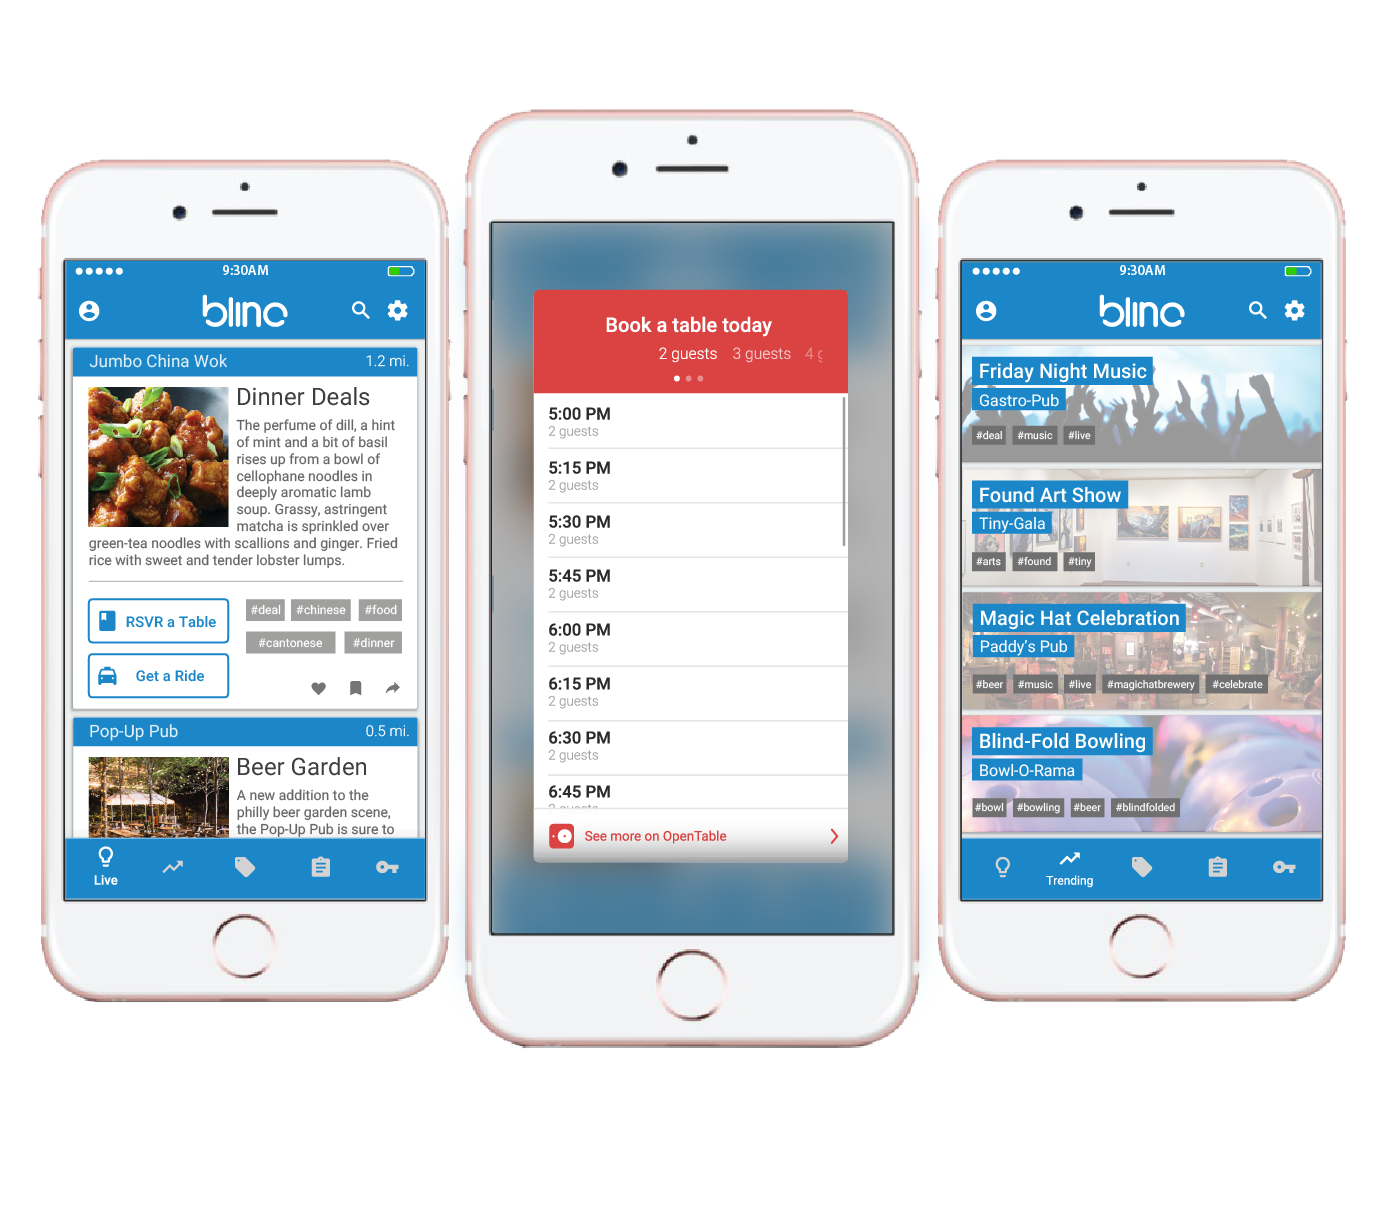 9:30AM
blinc
Jumbo China Wok 1.2 mi.
Dinner Deals
The perfume of dill, a hint
of mint and a bit of basil
rises up from a bowl of
cellophane noodles in
deeply aromatic lamb
soup. Grassy, astringent
matcha is sprinkled over
green-tea noodles with scallions and ginger. Fried
rice with sweet and tender lobster lumps.
RSVR a Table
#deal #chinese #food
#cantonese #dinner
Get a Ride
Pop-Up Pub 0.5 mi.
Beer Garden
A new addition to the
philly beer garden scene,
the Pop-Up Pub is sure to
Live
Book a table today
2 guests 3 guests 4 g
5:00 PM
2 guests
5:15 PM
2 guests
5:30 PM
2 guests
5:45 PM
2 guests
6:00 PM
2 guests
6:15 PM
2 guests
6:30 PM
2 guests
6:45 PM
2 guests
See more on OpenTable
9:30AM
blinc
Friday Night Music
Gastro-Pub
#deal #music #live
Found Art Show
Tiny-Gala
#arts #found #tiny
Magic Hat Celebration
Paddy's Pub
#beer #music #live #magichatbrewery #celebrate
Blind-Fold Bowling
Bowl-O-Rama
#bowl #bowling #beer #blindfolded
Trending